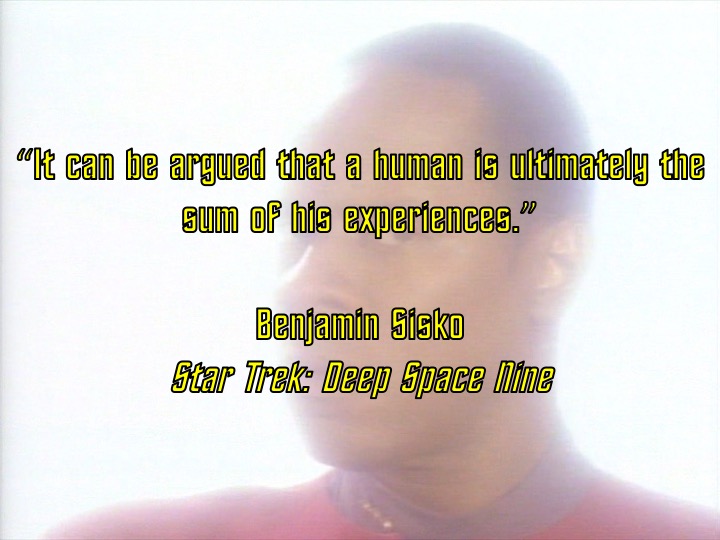 “It can be argued that a human is ultimately the
sum of his experiences.”
Benjamin Sisko
Star Trek: Deep Space Nine